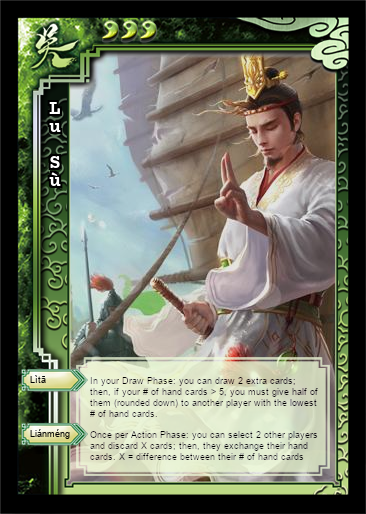 吴
Lu Sù
Lìtā
In your Draw Phase: you can draw 2 extra cards;
then, if your # of hand cards > 5, you must give half of
them (rounded down) to another player with the lowest
# of hand cards.
Liánméng
Once per Action Phase: you can select 2 other players
and discard X cards; then, they exchange their hand
cards. X = difference between their # of hand cards